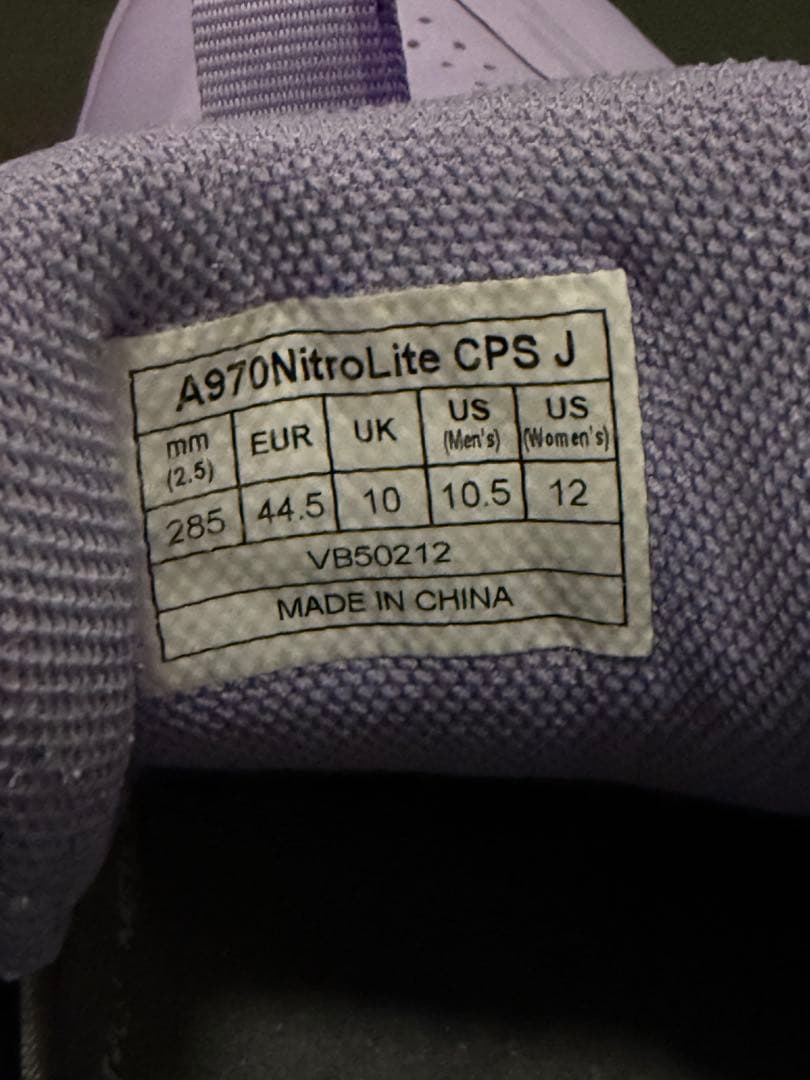 A970NitroLite CPS J
mm (2.5) EUR UK US (Men's) US (Women's)
285 44.5 10 10.5 12
VB50212
MADE IN CHINA